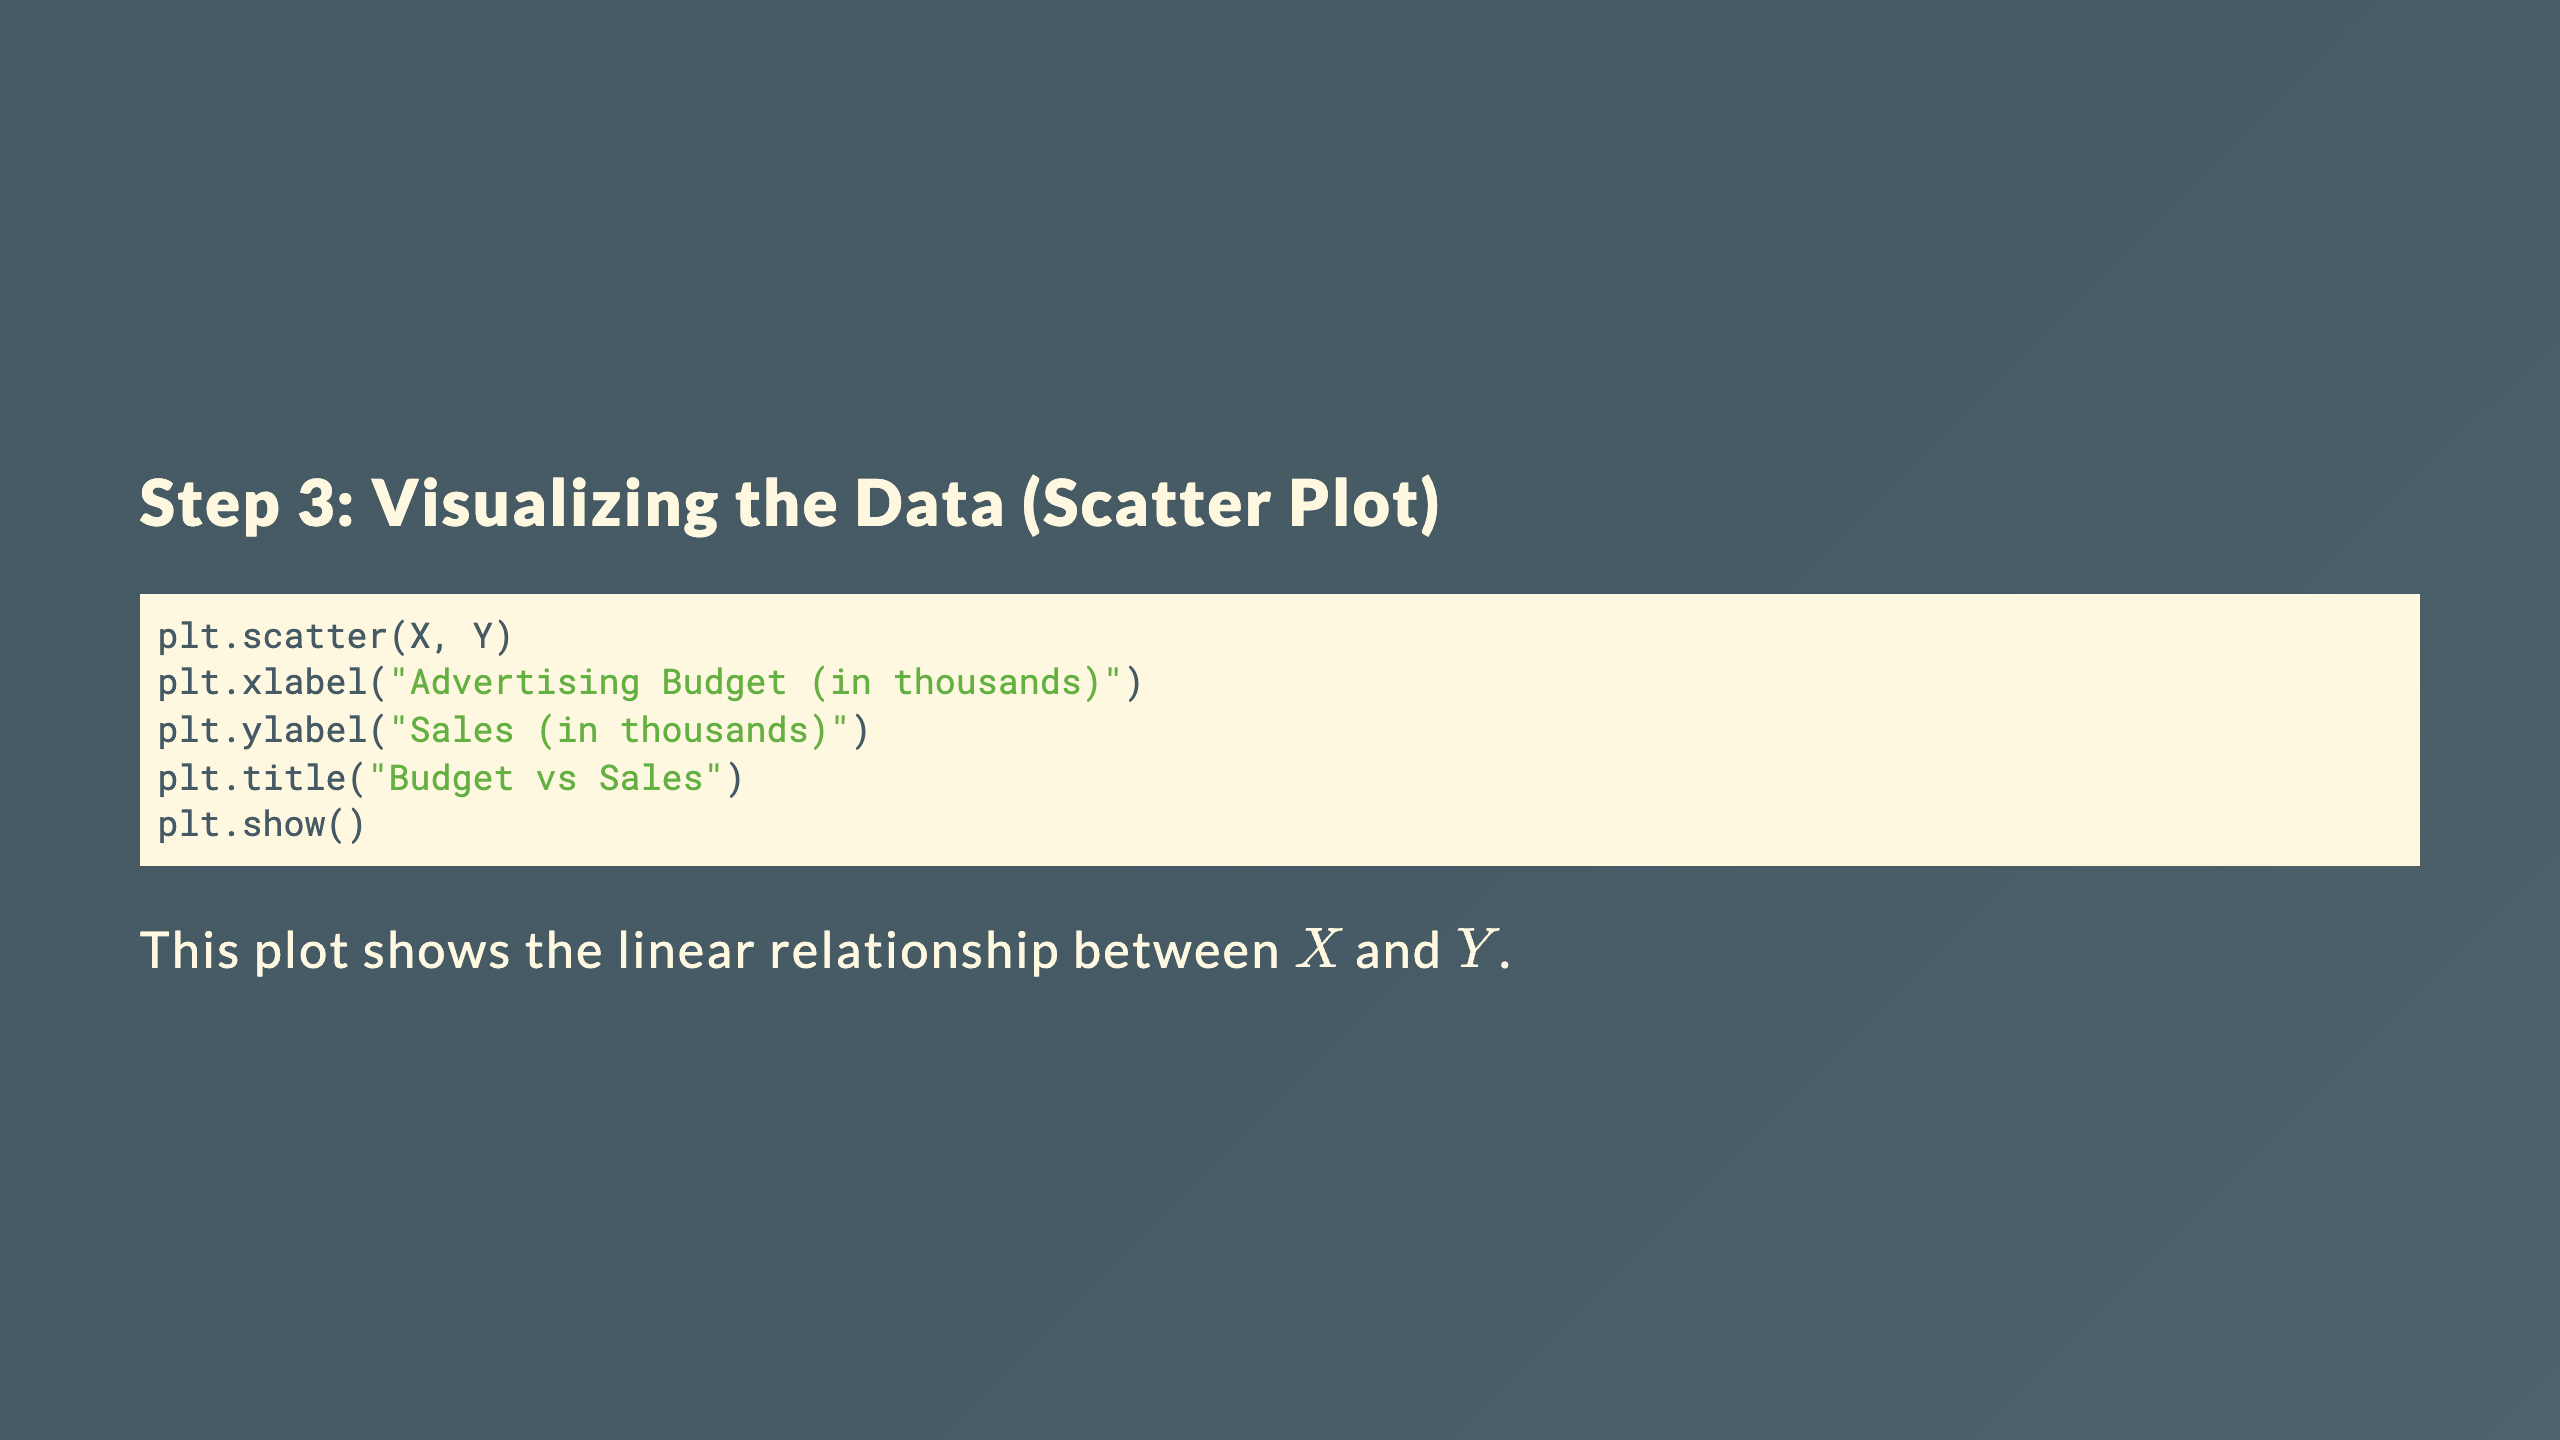 Step 3: Visualizing the Data (Scatter Plot)
plt.scatter(X, Y)
plt.xlabel("Advertising Budget (in thousands)")
plt.ylabel("Sales (in thousands)")
plt.title("Budget vs Sales")
plt.show()
This plot shows the linear relationship between X and Y.